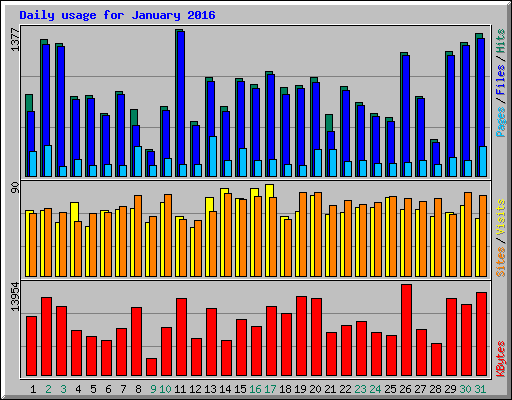 Daily usage for January 2016
1377
Pages/Files/Hits
90
Sites/Visits
13954
KBytes
1 2 3 4 5 6 7 8 9 10 11 12 13 14 15 16 17 18 19 20 21 22 23 24 25 26 27 28 29 30 31